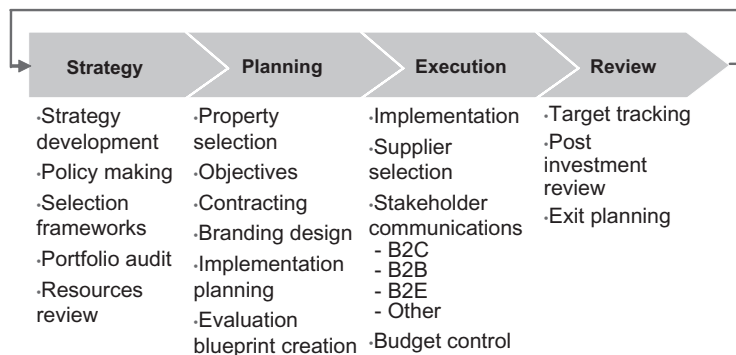 Strategy
Planning
Execution
Review
·Strategy
development
·Policy making
·Selection
frameworks
·Portfolio audit
·Resources
review
·Property
selection
·Objectives
·Contracting
·Branding design
·Implementation
planning
·Evaluation
blueprint creation
·Implementation
·Supplier
selection
·Stakeholder
communications
- B2C
- B2B
- B2E
- Other
·Budget control
·Target tracking
·Post
investment
review
·Exit planning